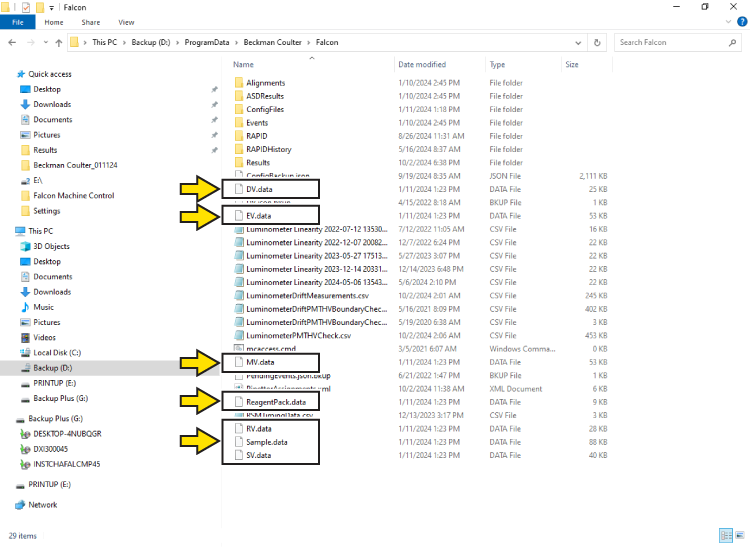 Falcon
File Home Share View
This PC > Backup (D:) > ProgramData > Beckman Coulter > Falcon
Search Falcon
Name Date modified Type Size
Quick access
Desktop
Downloads
Documents
Pictures
Results
Beckman Coulter_011124
E:\
Falcon Machine Control
Settings
This PC
3D Objects
Desktop
Documents
Downloads
Music
Pictures
Videos
Local Disk (C:)
Backup (D:)
PRINTUP (E:)
Backup Plus (G:)
Backup Plus (G:)
DESKTOP-4NUBQGR
DXI300045
INSTCHAFALCMP45
PRINTUP (E:)
Network
Alignments 1/10/2024 2:45 PM File folder
ASDResults 1/10/2024 2:45 PM File folder
ConfigFiles 1/11/2024 1:18 PM File folder
Events 1/10/2024 2:45 PM File folder
RAPID 8/26/2024 11:31 AM File folder
RAPIDHistory 5/16/2024 8:37 AM File folder
Results 10/2/2024 6:38 PM File folder
ConfigBackup.json 9/19/2024 8:35 AM JSON File 2,111 KB
DV.data 1/11/2024 1:23 PM DATA File 25 KB
4/15/2022 8:18 AM BKUP File 1 KB
EV.data 1/11/2024 1:23 PM DATA File 53 KB
Luminometer Linearity 2022-07-12 13530... 7/12/2022 11:05 AM CSV File 16 KB
Luminometer Linearity 2022-12-07 20082... 12/7/2022 6:24 PM CSV File 22 KB
Luminometer Linearity 2023-05-27 17513... 5/27/2023 3:07 PM CSV File 22 KB
Luminometer Linearity 2023-12-14 20331... 12/14/2023 6:48 PM CSV File 22 KB
Luminometer Linearity 2024-05-06 13543... 5/6/2024 2:10 PM CSV File 22 KB
LuminometerDriftMeasurements.csv 10/2/2024 2:01 AM CSV File 245 KB
LuminometerDriftPMTHVBoundaryChec... 5/16/2021 8:09 PM CSV File 402 KB
LuminometerDriftPMTHVBoundaryChec... 5/19/2020 6:38 AM CSV File 3 KB
LuminometerPMTHVCheck.csv 10/2/2024 2:06 AM CSV File 453 KB
mcaccess.cmd 3/5/2021 6:07 AM Windows Comma... 1 KB
MV.data 1/11/2024 1:23 PM DATA File 53 KB
PendingEvents.json.bkup 6/21/2022 1:47 PM BKUP File 1 KB
PipettorAssignments.xml 10/2/2024 11:38 AM XML Document 6 KB
ReagentPack.data 1/11/2024 1:23 PM DATA File 9 KB
RSMTimingData.csv 12/13/2023 3:17 PM CSV File 3 KB
RV.data 1/11/2024 1:23 PM DATA File 28 KB
Sample.data 1/11/2024 1:23 PM DATA File 88 KB
SV.data 1/11/2024 1:23 PM DATA File 40 KB
29 items